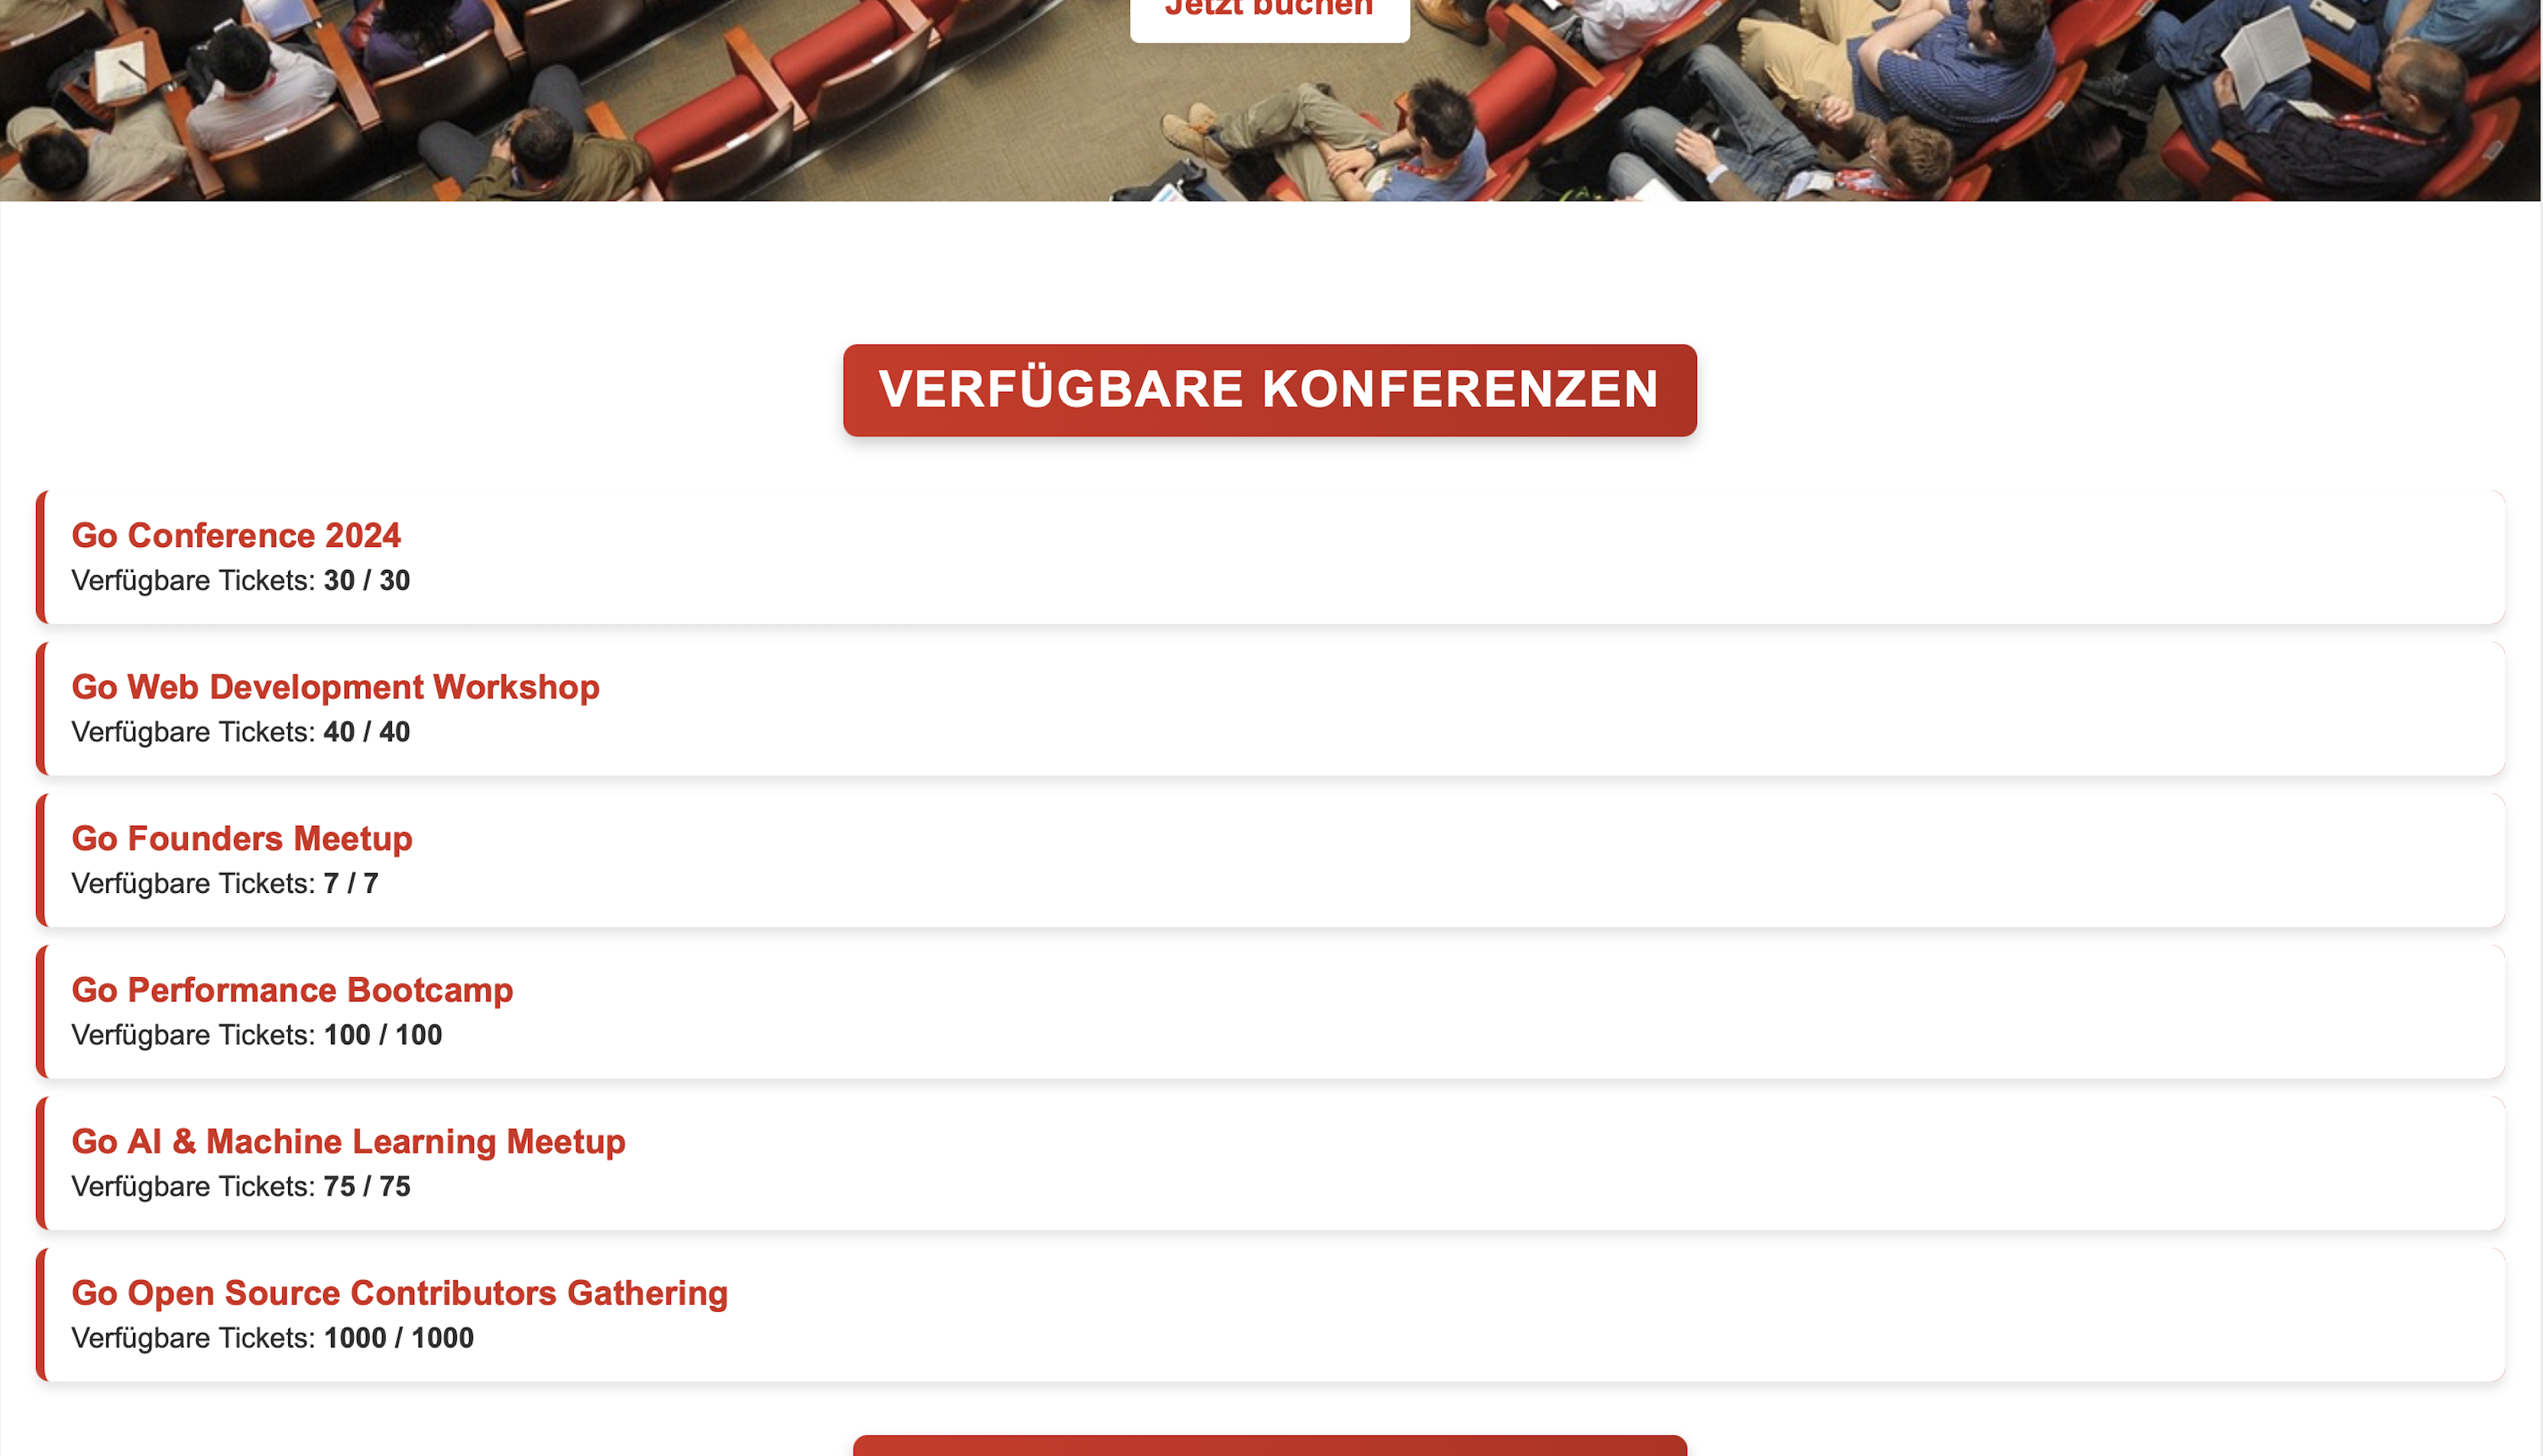 Jetzt buchen
VERFÜGBARE KONFERENZEN
Go Conference 2024
Verfügbare Tickets: 30 / 30
Go Web Development Workshop
Verfügbare Tickets: 40 / 40
Go Founders Meetup
Verfügbare Tickets: 7 / 7
Go Performance Bootcamp
Verfügbare Tickets: 100 / 100
Go AI & Machine Learning Meetup
Verfügbare Tickets: 75 / 75
Go Open Source Contributors Gathering
Verfügbare Tickets: 1000 / 1000